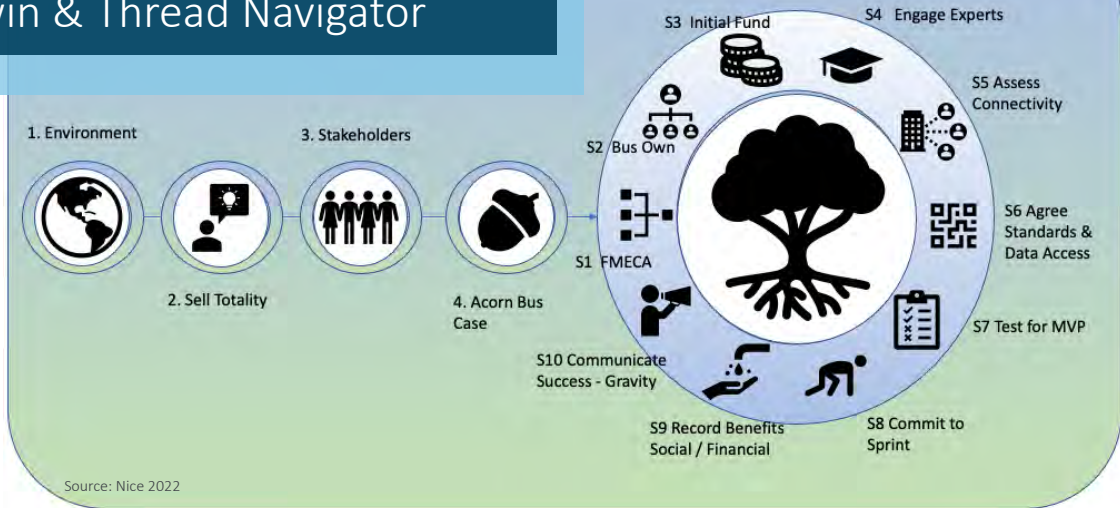 & Thread Navigator
1. Environment
2. Sell Totality
3. Stakeholders
4. Acorn Bus
Case
S1 FMECA
S2 Bus Own
S3 Initial Fund
S4 Engage Experts
S5 Assess
Connectivity
S6 Agree
Standards &
Data Access
S7 Test for MVP
S8 Commit to
Sprint
S9 Record Benefits
Social / Financial
S10 Communicate
Success - Gravity
Source: Nice 2022